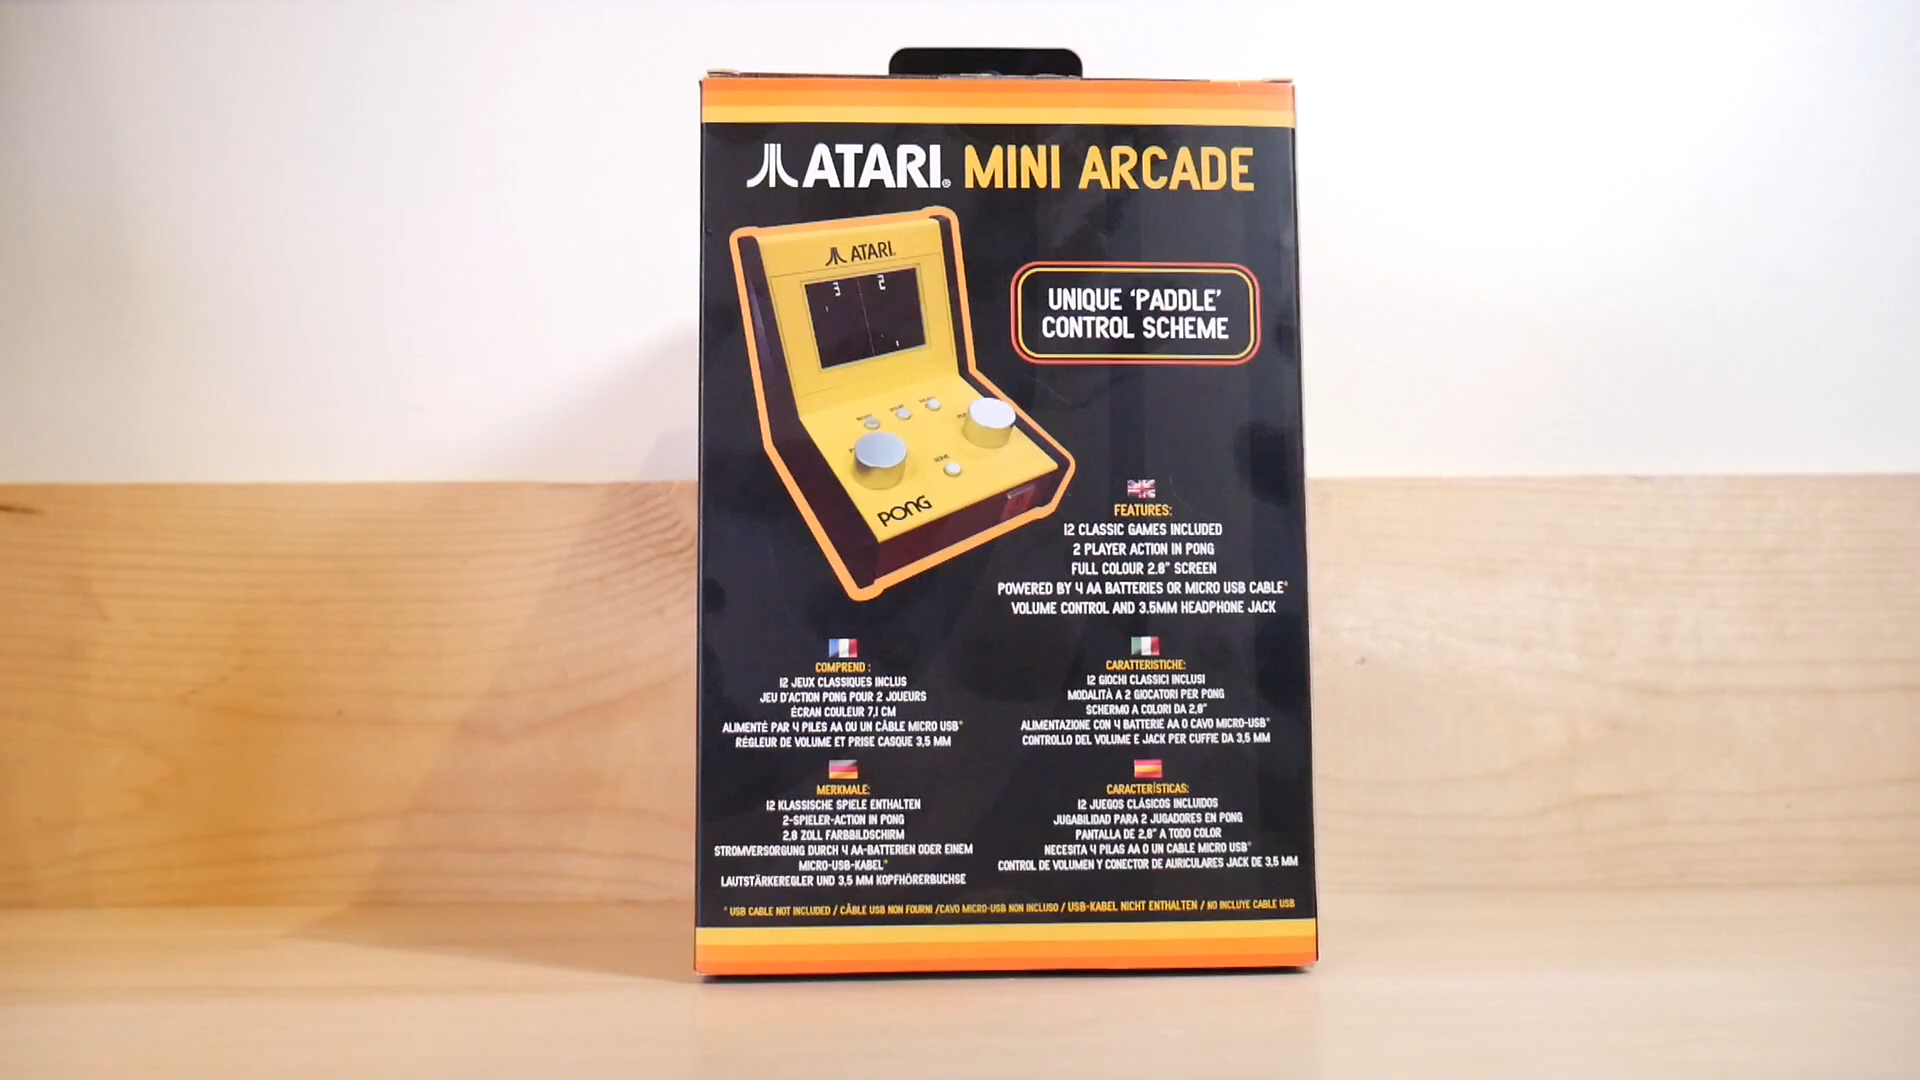 ATARI® MINI ARCADE
ATARI
3 2
UNIQUE ‘PADDLE’
CONTROL SCHEME
PONG
FEATURES:
12 CLASSIC GAMES INCLUDED
2 PLAYER ACTION IN PONG
FULL COLOUR 2.8” SCREEN
POWERED BY 4 AA BATTERIES OR MICRO USB CABLE*
VOLUME CONTROL AND 3.5MM HEADPHONE JACK
COMPREND :
12 JEUX CLASSIQUES INCLUS
JEU D'ACTION PONG POUR 2 JOUEURS
ÉCRAN COULEUR 7,1 CM
ALIMENTÉ PAR 4 PILES AA OU UN CÂBLE MICRO USB*
RÉGLEUR DE VOLUME ET PRISE CASQUE 3,5 MM
CARATTERISTICHE:
12 GIOCHI CLASSICI INCLUSI
MODALITÀ A 2 GIOCATORI PER PONG
SCHERMO A COLORI DA 2,8”
ALIMENTAZIONE CON 4 BATTERIE AA O CAVO MICRO-USB*
CONTROLLO DEL VOLUME E JACK PER CUFFIE DA 3,5 MM
MERKMALE:
12 KLASSISCHE SPIELE ENTHALTEN
2-SPIELER-ACTION IN PONG
2,8 ZOLL FARBBILDSCHIRM
STROMVERSORGUNG DURCH 4 AA-BATTERIEN ODER EINEM
MICRO-USB-KABEL*
LAUTSTÄRKEREGLER UND 3,5 MM KOPFHÖRERBUCHSE
CARACTERÍSTICAS:
12 JUEGOS CLÁSICOS INCLUIDOS
JUGABILIDAD PARA 2 JUGADORES EN PONG
PANTALLA DE 2,8” A TODO COLOR
NECESITA 4 PILAS AA O UN CABLE MICRO USB*
CONTROL DE VOLUMEN Y CONECTOR DE AURICULARES JACK DE 3,5 MM
* USB CABLE NOT INCLUDED / CÂBLE USB NON FOURNI /CAVO MICRO-USB NON INCLUSO / USB-KABEL NICHT ENTHALTEN / NO INCLUYE CABLE USB